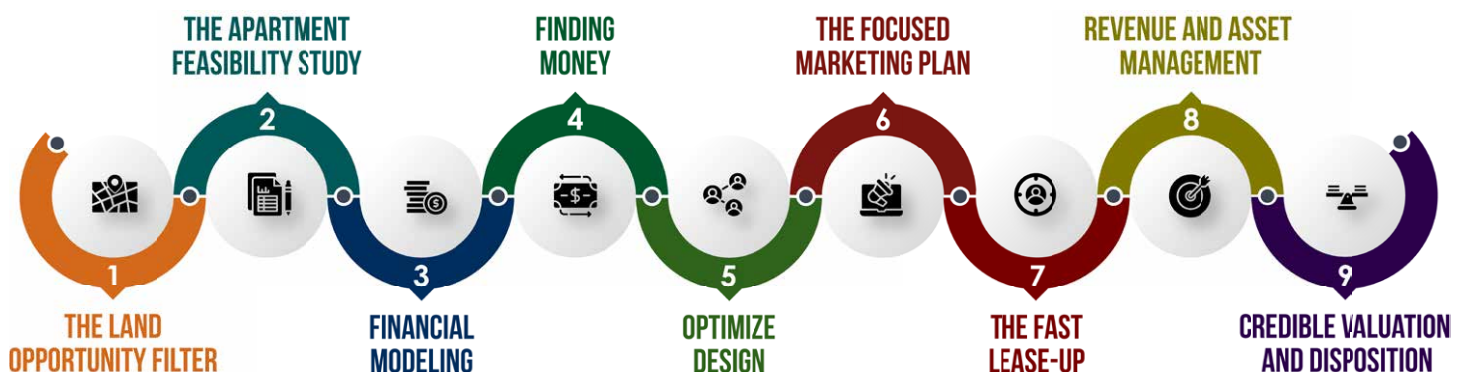 1
THE LAND
OPPORTUNITY FILTER
THE APARTMENT
FEASIBILITY STUDY
2
3
FINANCIAL
MODELING
FINDING
MONEY
4
$
$
5
OPTIMIZE
DESIGN
THE FOCUSED
MARKETING PLAN
6
7
THE FAST
LEASE-UP
REVENUE AND ASSET
MANAGEMENT
8
9
CREDIBLE VALUATION
AND DISPOSITION